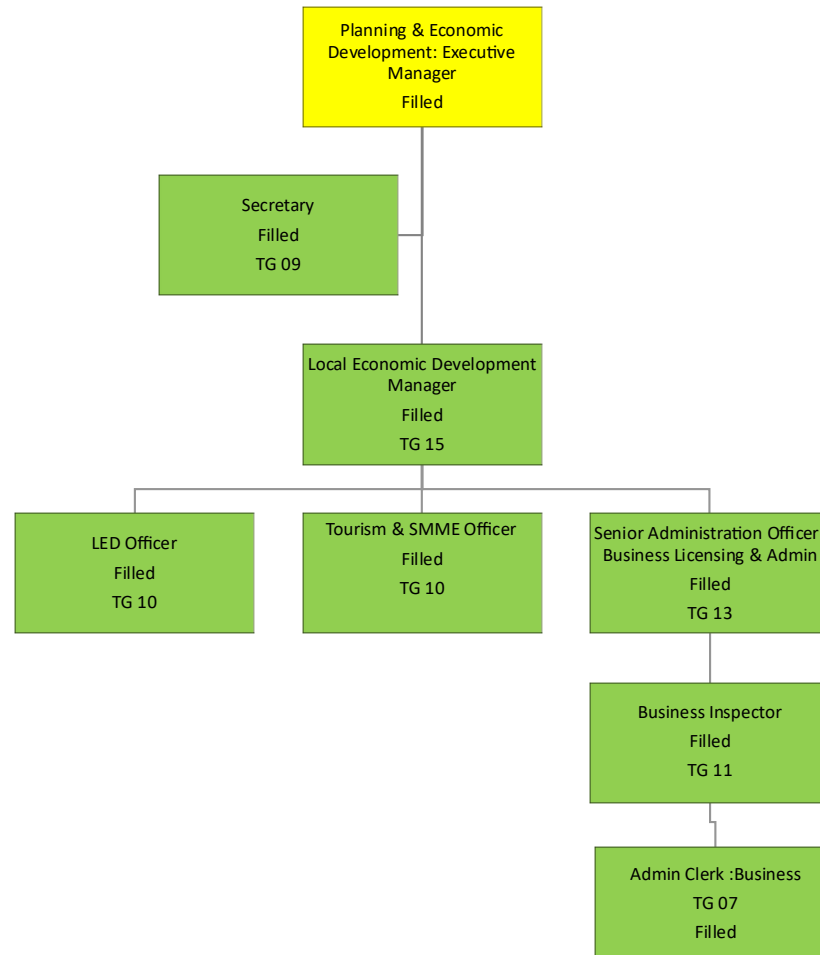 Planning & Economic
Development: Executive
Manager
Filled
Secretary
Filled
TG 09
Local Economic Development
Manager
Filled
TG 15
LED Officer
Filled
TG 10
Tourism & SMME Officer
Filled
TG 10
Senior Administration Officer
Business Licensing & Admin
Filled
TG 13
Business Inspector
Filled
TG 11
Admin Clerk :Business
TG 07
Filled